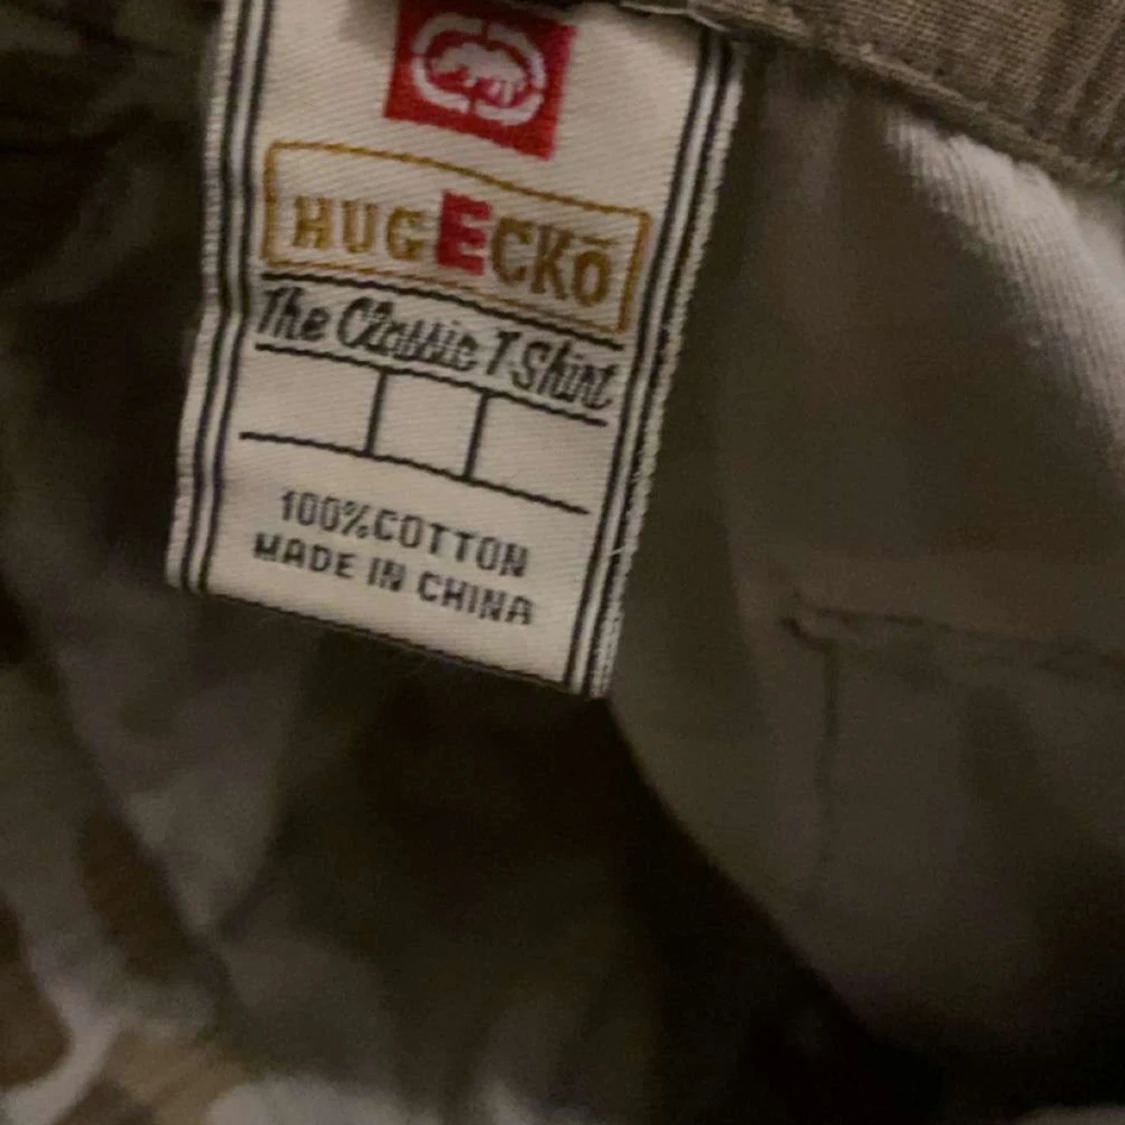 HUGECKŌ
The Classic T-Shirt
100%COTTON
MADE IN CHINA